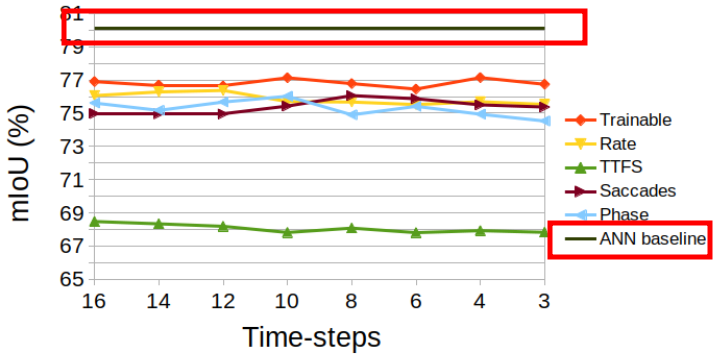 81
79
77
75
73
71
69
67
65
mIoU (%)
16 14 12 10 8 6 4 3
Time-steps
Trainable
Rate
TTFS
Saccades
Phase
ANN baseline